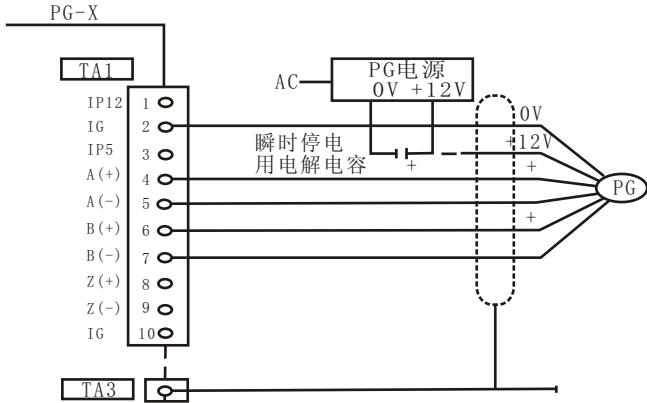 PG-X
TA1
PG电源
AC
0V +12V
IP12 1
IG 2
0V
瞬时停电
用电解电容
+
+12V
IP5 3
A(+) 4
+
A(-) 5
PG
B(+) 6
+
B(-) 7
Z(+) 8
Z(-) 9
IG 10
TA3